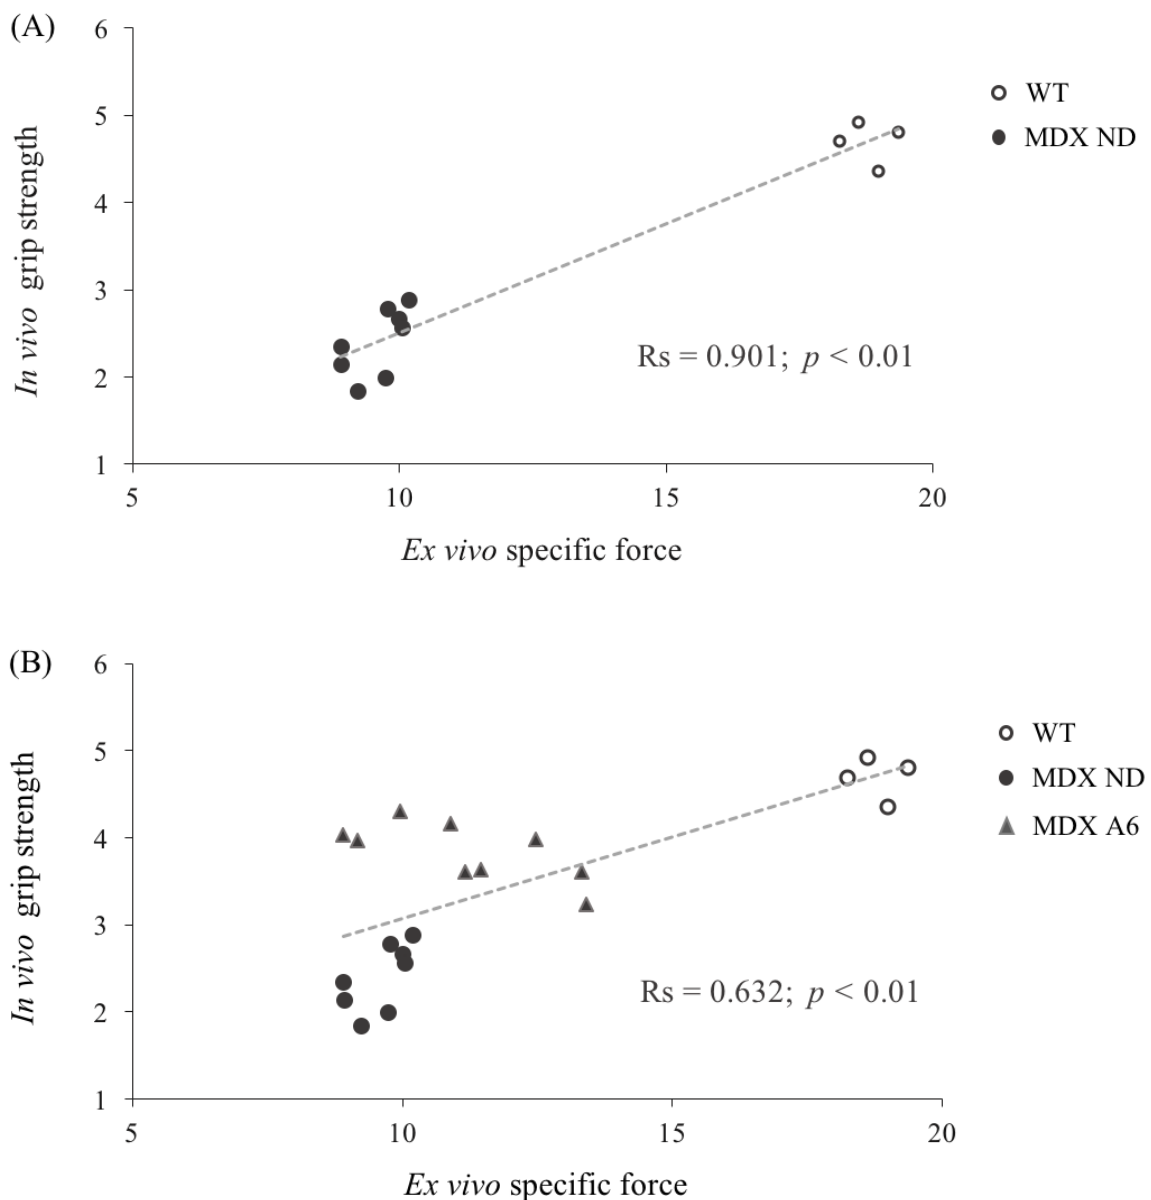 (A)
6
5
4
3
2
1
In vivo grip strength
5 10 15 20
Ex vivo specific force
WT
MDX ND
Rs = 0.901; p < 0.01
(B)
6
5
4
3
2
1
In vivo grip strength
5 10 15 20
Ex vivo specific force
WT
MDX ND
MDX A6
Rs = 0.632; p < 0.01